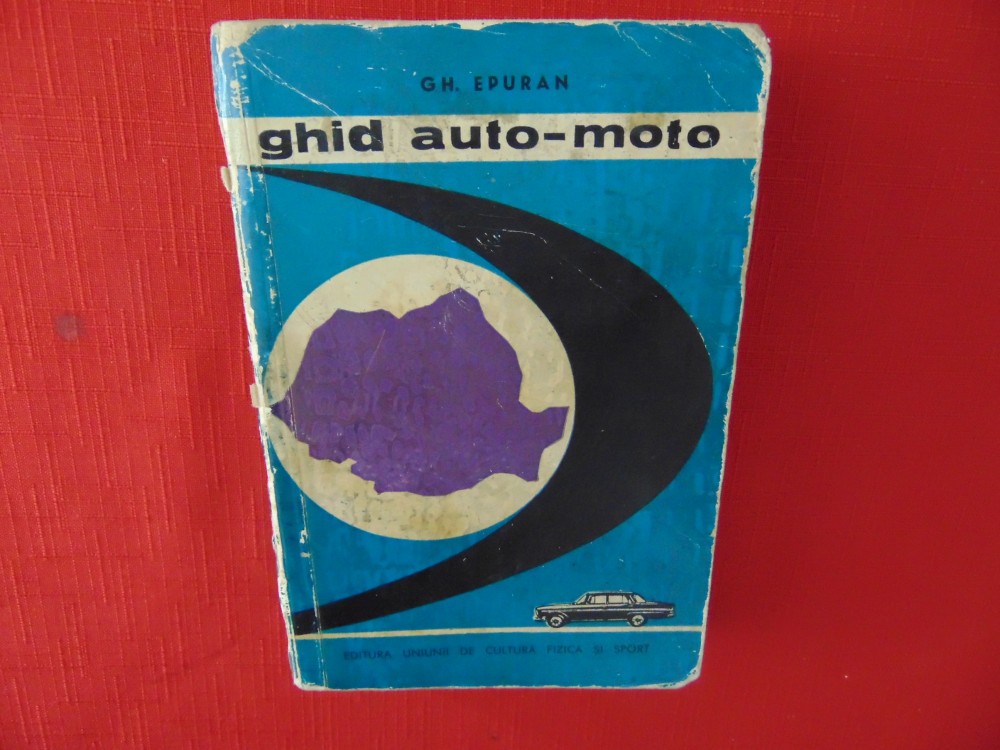 GH. EPURAN
ghid auto-moto
EDITURA UNIUNII DE CULTURA FIZICA SI SPORT